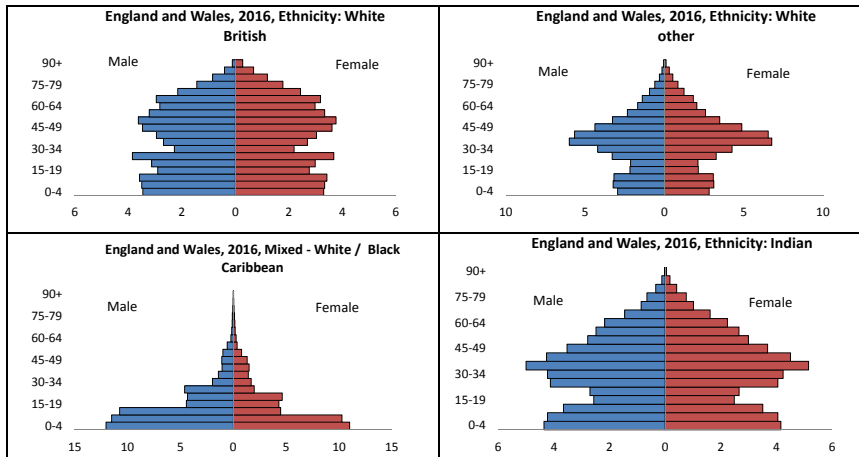 England and Wales, 2016, Ethnicity: White
British
Male
Female
90+
75-79
60-64
45-49
30-34
15-19
0-4
6 4 2 0 2 4 6
England and Wales, 2016, Ethnicity: White
other
Male
Female
90+
75-79
60-64
45-49
30-34
15-19
0-4
10 5 0 5 10
England and Wales, 2016, Mixed - White / Black
Caribbean
Male
Female
90+
75-79
60-64
45-49
30-34
15-19
0-4
15 10 5 0 5 10 15
England and Wales, 2016, Ethnicity: Indian
Male
Female
90+
75-79
60-64
45-49
30-34
15-19
0-4
6 4 2 0 2 4 6